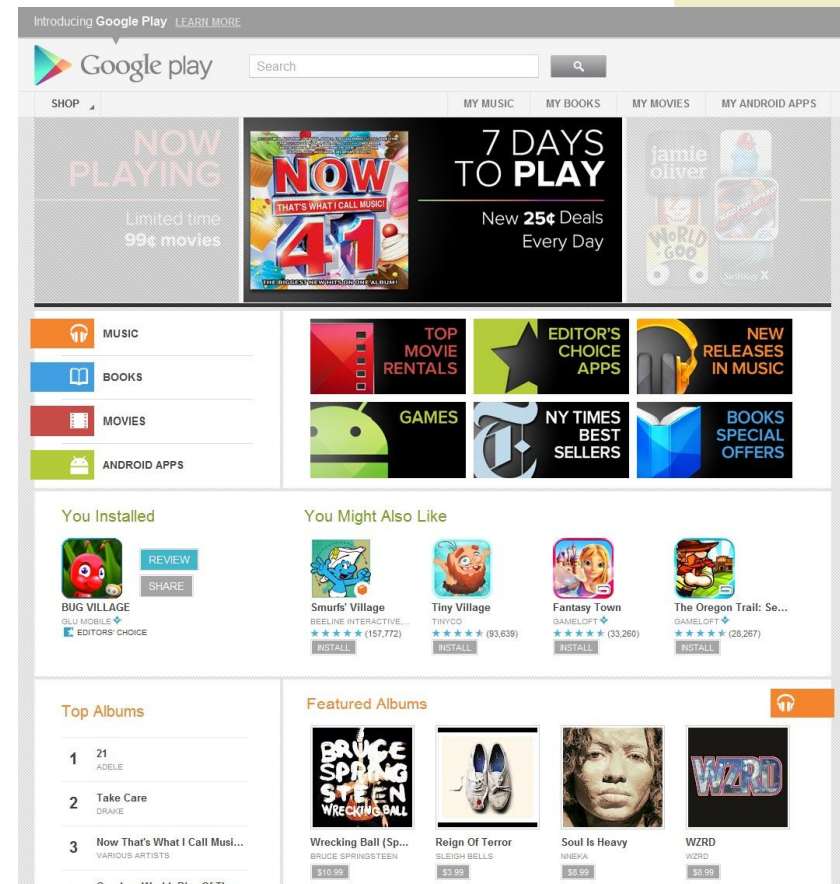 Introducing Google Play LEARN MORE
Google play
Search
SHOP
MY MUSIC
MY BOOKS
MY MOVIES
MY ANDROID APPS
NOW
PLAYING
Limited time
99¢ movies
NOW
THAT'S WHAT I CALL MUSIC!
41
THE BIGGEST NEW HITS ON ONE ALBUM!
7 DAYS
TO PLAY
New 25¢ Deals
Every Day
jamie
oliver
WORLD
OF
GOO
MUSIC
BOOKS
MOVIES
ANDROID APPS
TOP
MOVIE
RENTALS
EDITOR'S
CHOICE
APPS
NEW
RELEASES
IN MUSIC
GAMES
NY TIMES
BEST
SELLERS
BOOKS
SPECIAL
OFFERS
You Installed
REVIEW
SHARE
BUG VILLAGE
GLU MOBILE
EDITORS' CHOICE
You Might Also Like
Smurfs' Village
BEELINE INTERACTIVE,...
(157,772)
INSTALL
Tiny Village
TINYCO
(93,639)
INSTALL
Fantasy Town
GAMELOFT
(33,260)
INSTALL
The Oregon Trail: Se...
GAMELOFT
(28,267)
INSTALL
Top Albums
1 21
ADELE
2 Take Care
DRAKE
3 Now That's What I Call Musi...
VARIOUS ARTISTS
Featured Albums
BRUCE
SPRING
STEEN
WRECKING BALL
Wrecking Ball (Sp...
BRUCE SPRINGSTEEN
$10.99
Reign Of Terror
SLEIGH BELLS
$3.99
Soul Is Heavy
NNEKA
$8.99
WZRD
WZRD
WZRD
$8.99